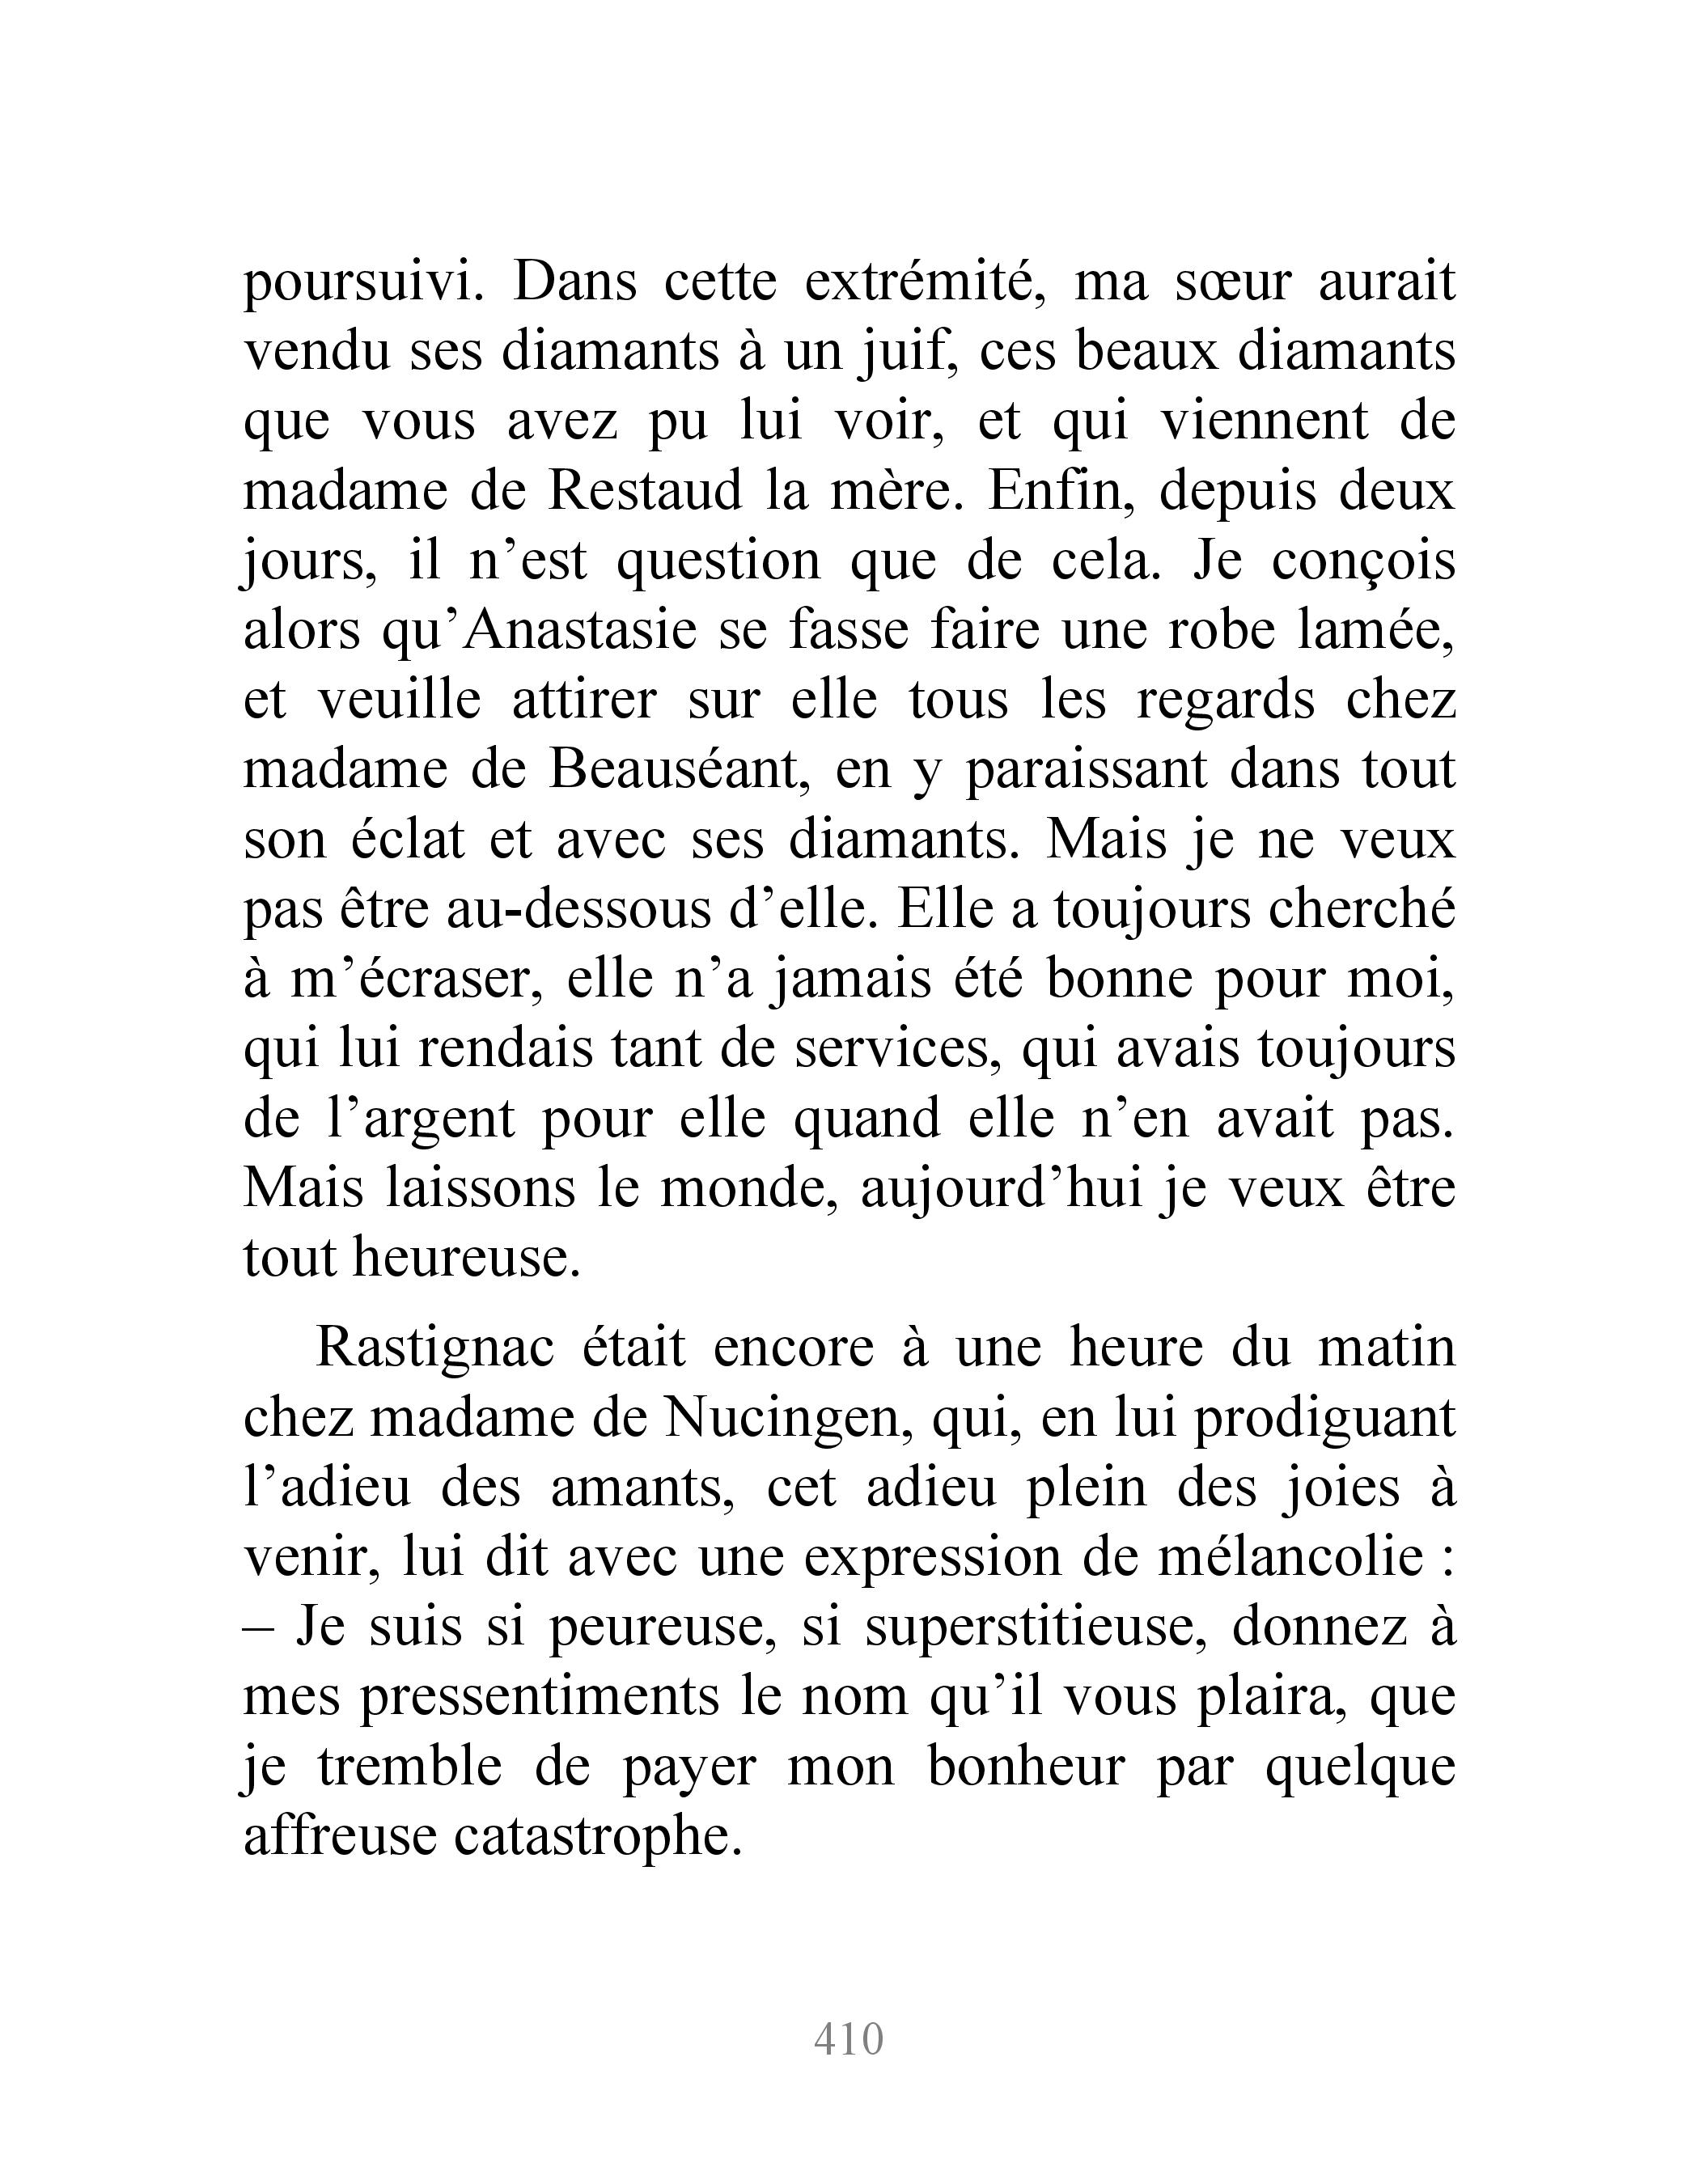 poursuivi. Dans cette extrémité, ma sœur aurait
vendu ses diamants à un juif, ces beaux diamants
que vous avez pu lui voir, et qui viennent de
madame de Restaud la mère. Enfin, depuis deux
jours, il n’est question que de cela. Je conçois
alors qu’Anastasie se fasse faire une robe lamée,
et veuille attirer sur elle tous les regards chez
madame de Beauséant, en y paraissant dans tout
son éclat et avec ses diamants. Mais je ne veux
pas être au-dessous d’elle. Elle a toujours cherché
à m’écraser, elle n’a jamais été bonne pour moi,
qui lui rendais tant de services, qui avais toujours
de l’argent pour elle quand elle n’en avait pas.
Mais laissons le monde, aujourd’hui je veux être
tout heureuse.
Rastignac était encore à une heure du matin
chez madame de Nucingen, qui, en lui prodiguant
l’adieu des amants, cet adieu plein des joies à
venir, lui dit avec une expression de mélancolie :
– Je suis si peureuse, si superstitieuse, donnez à
mes pressentiments le nom qu’il vous plaira, que
je tremble de payer mon bonheur par quelque
affreuse catastrophe.
410